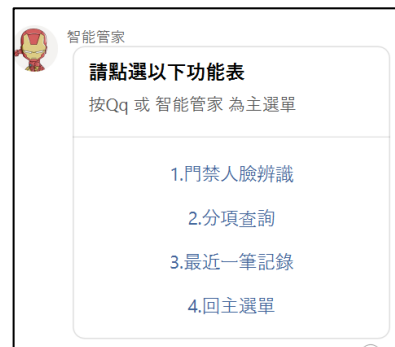 智能管家
請點選以下功能表
按Qq 或 智能管家 為主選單
1.門禁人臉辨識
2.分項查詢
3.最近一筆記錄
4.回主選單